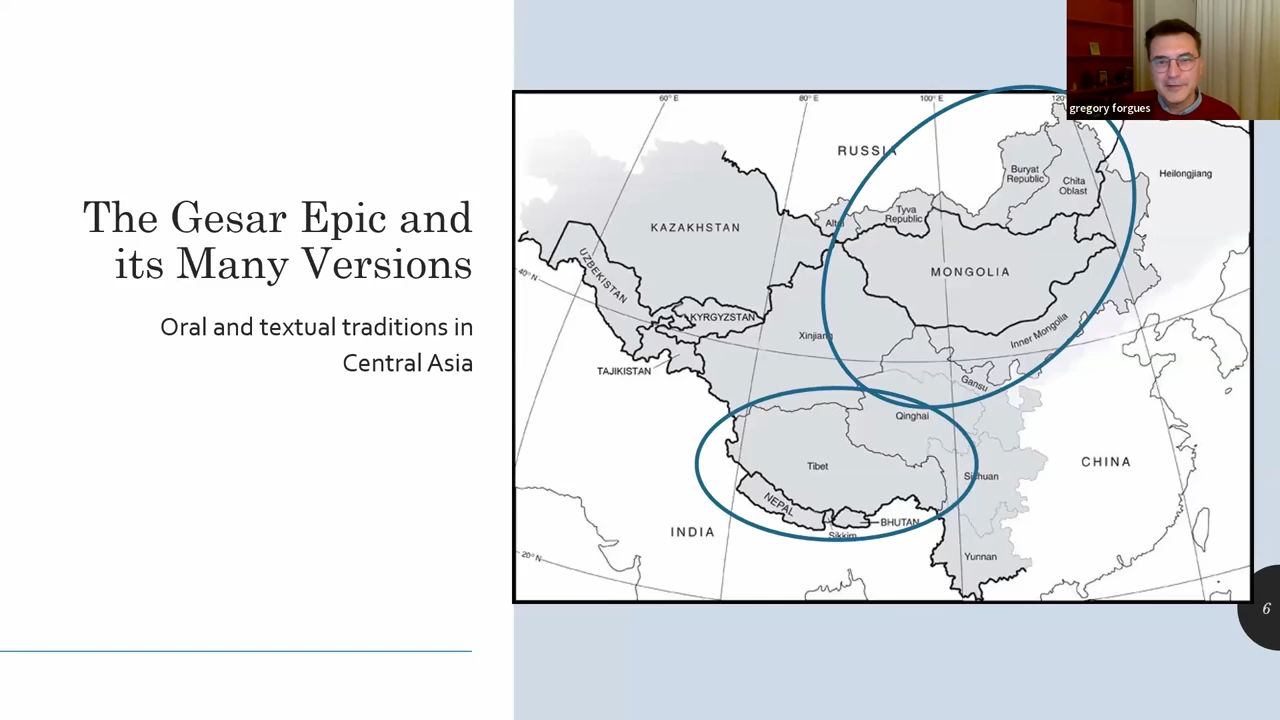 The Gesar Epic and
its Many Versions
Oral and textual traditions in
Central Asia
60° E
80° E
100° E
120
gregory forgues
RUSSIA
Buryat
Republic
Chita
Oblast
Heilongjiang
Tyva
Republic
Altai
KAZAKHSTAN
MONGOLIA
40° N
UZBEKISTAN
KYRGYZSTAN
Xinjiang
Inner Mongolia
TAJIKISTAN
Gansu
Qinghai
Tibet
Sichuan
CHINA
NEPAL
BHUTAN
INDIA
Sikkim
20° N
Yunnan
6